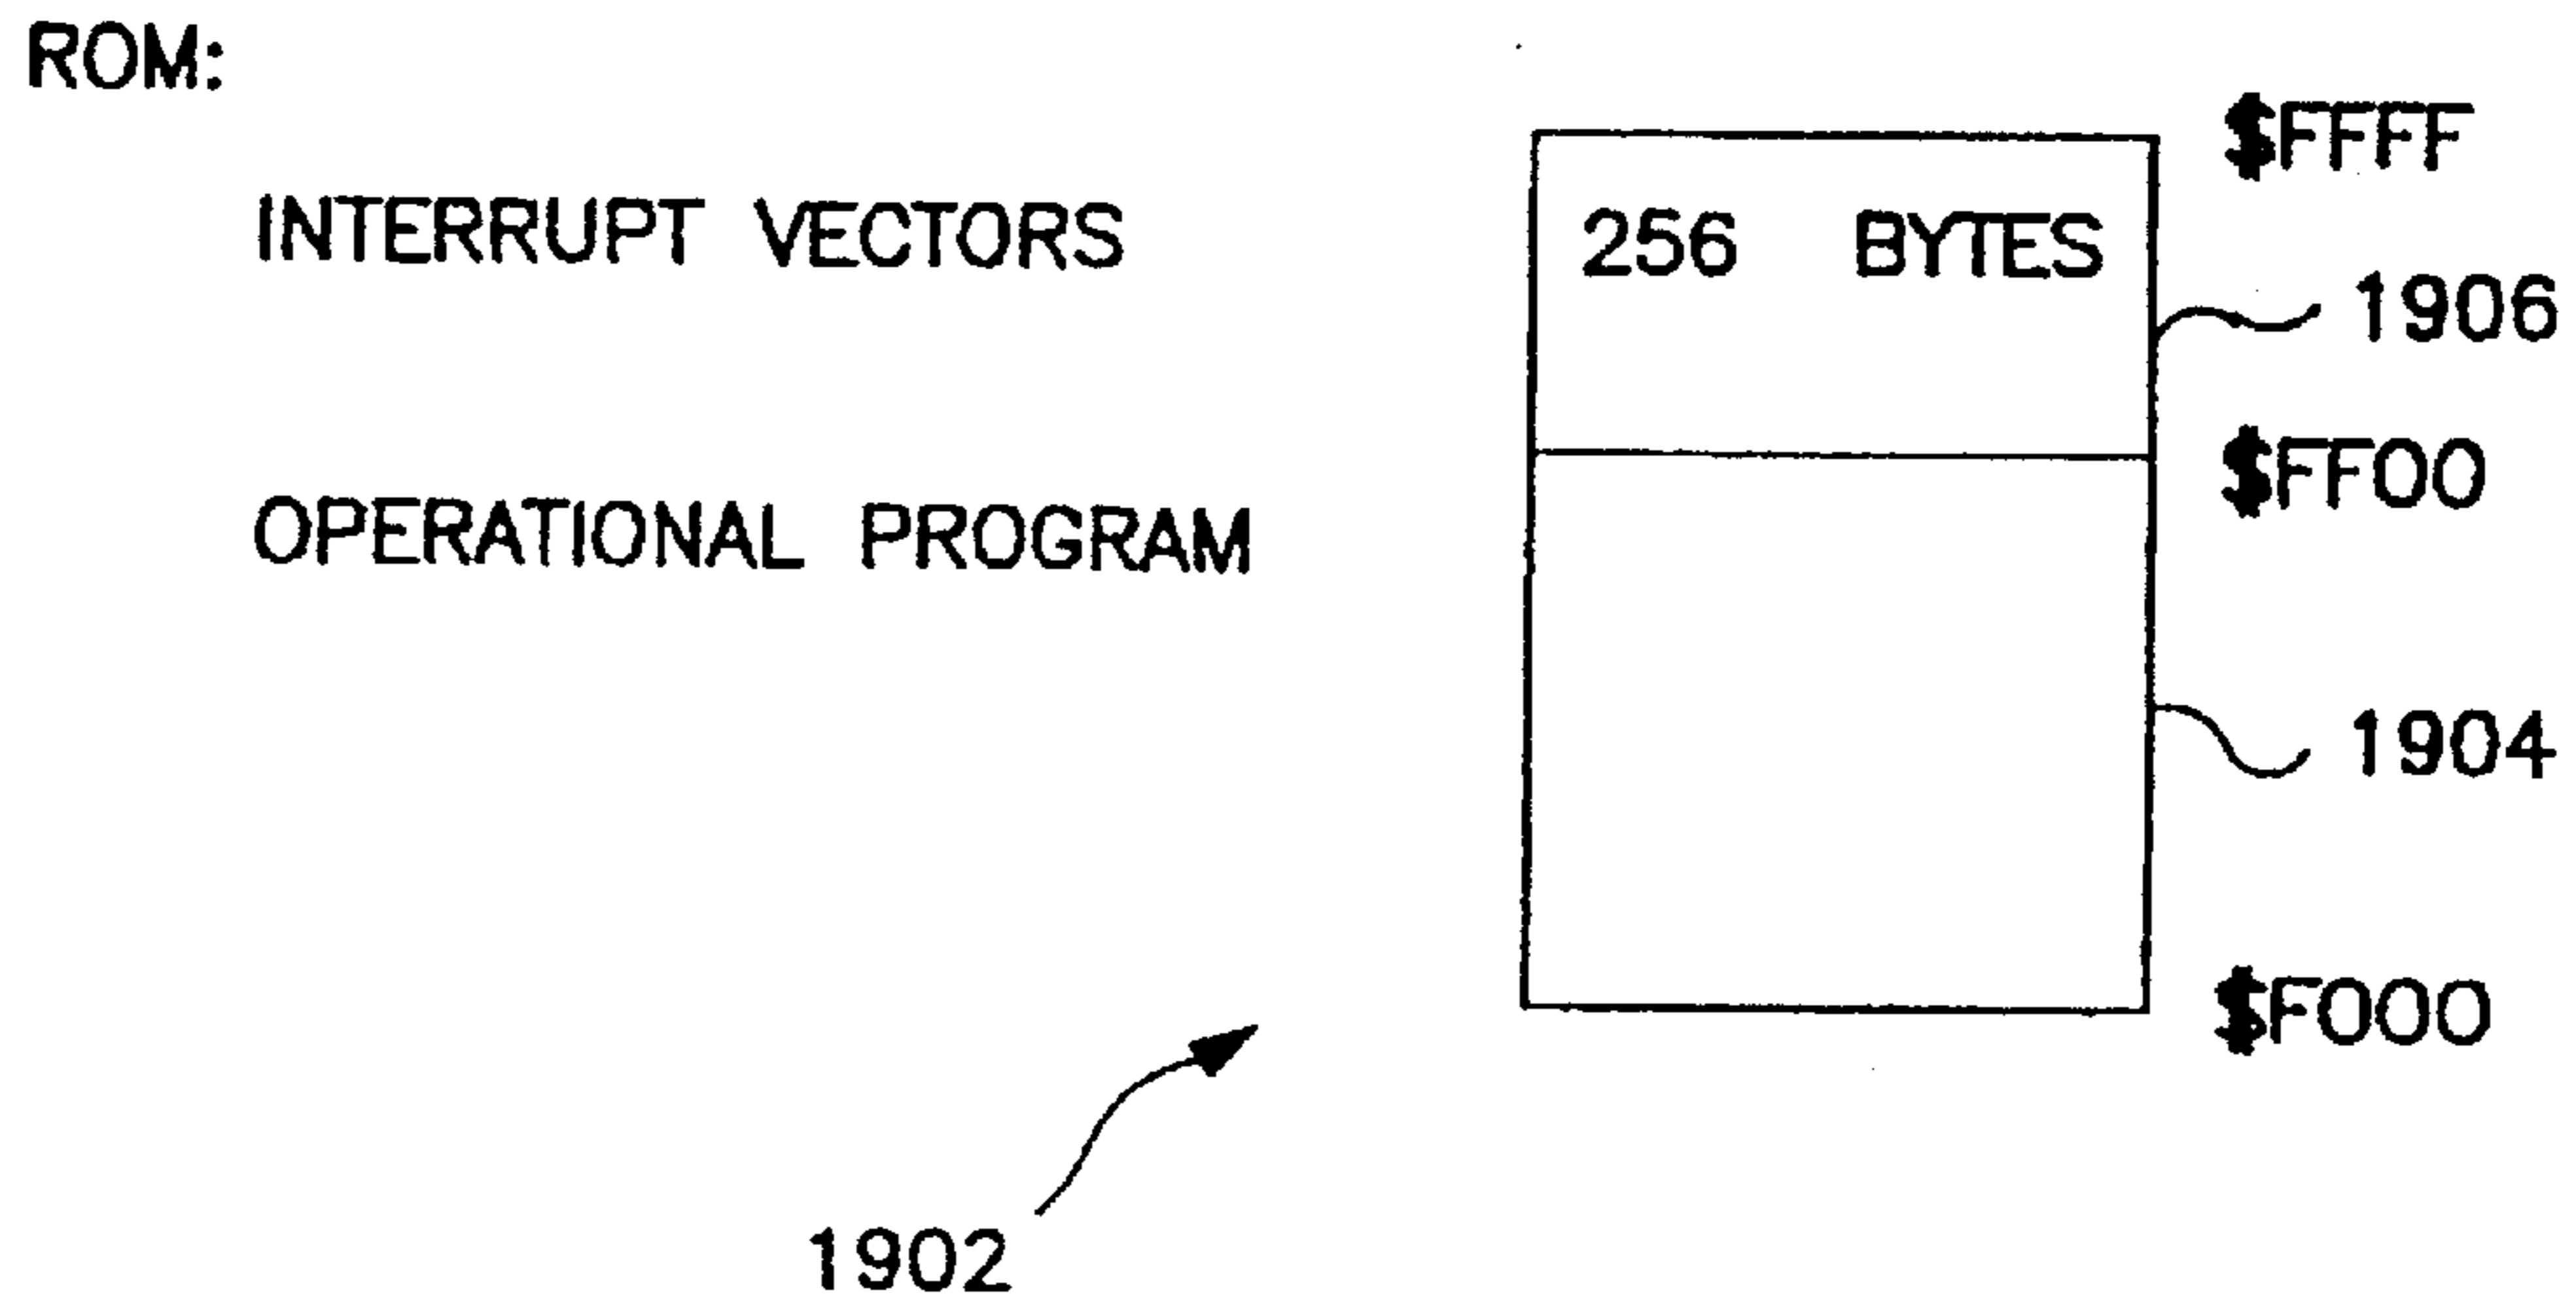 ROM:
$FFFF
INTERRUPT VECTORS 256 BYTES
1906
$FF00
OPERATIONAL PROGRAM
1904
$F000
1902